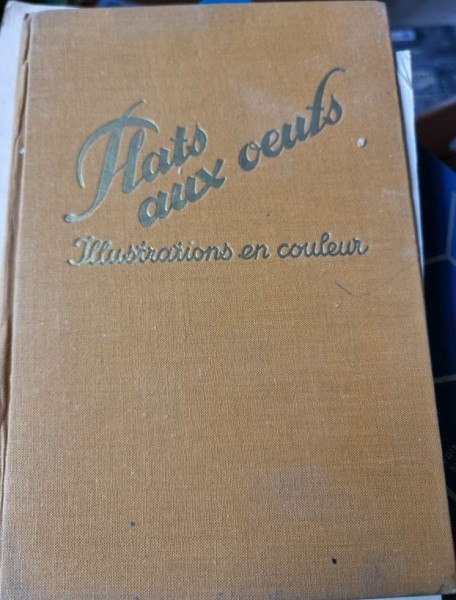 Plats
aux oeufs
Illustrations en couleur